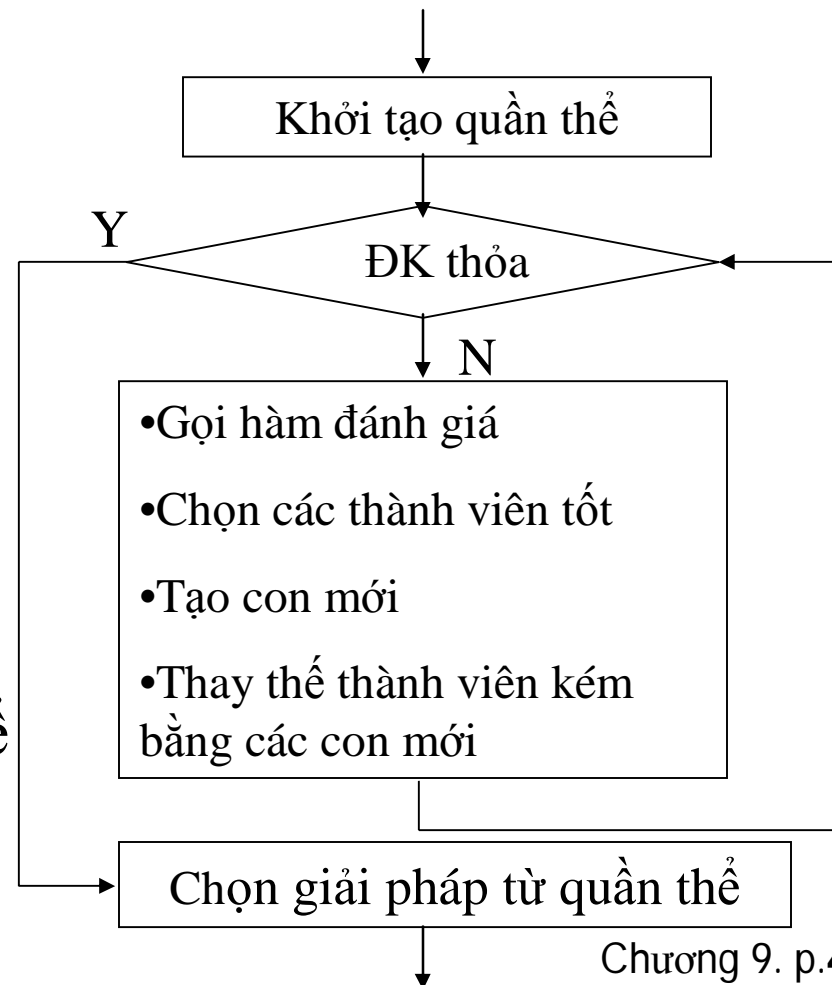 Khởi tạo quần thể
Y
ĐK thỏa
N
•Gọi hàm đánh giá
•Chọn các thành viên tốt
•Tạo con mới
•Thay thế thành viên kém
bằng các con mới
Chọn giải pháp từ quần thể
Chương 9. p.